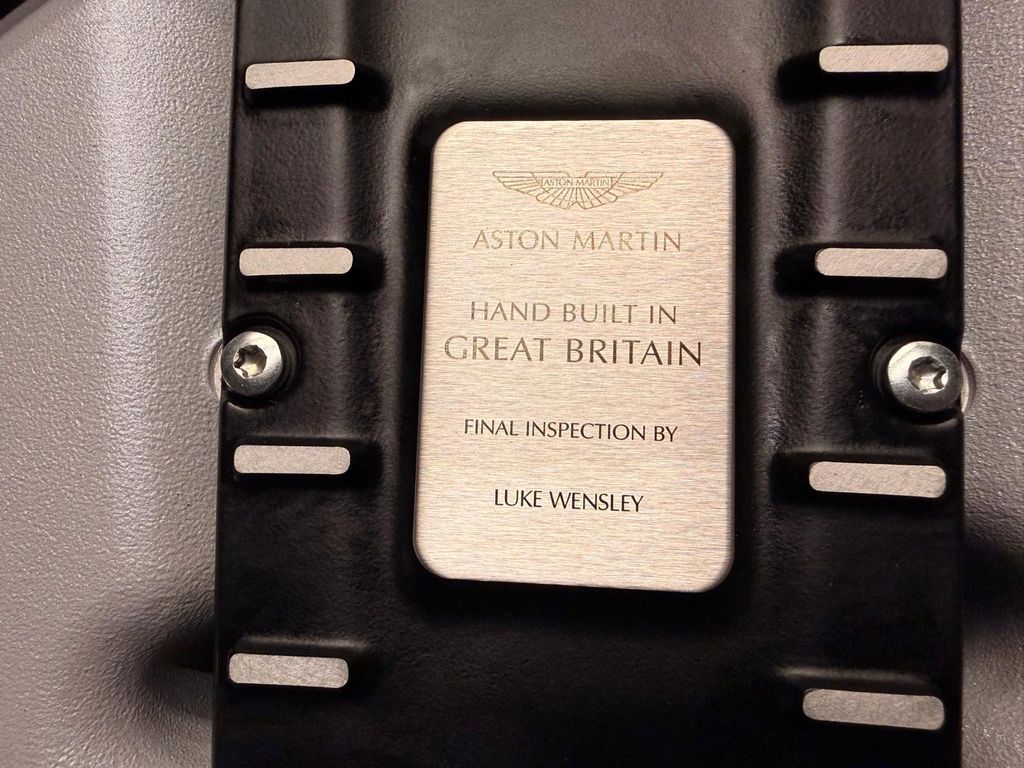 ASTON MARTIN
ASTON MARTIN
HAND BUILT IN
GREAT BRITAIN
FINAL INSPECTION BY
LUKE WENSLEY